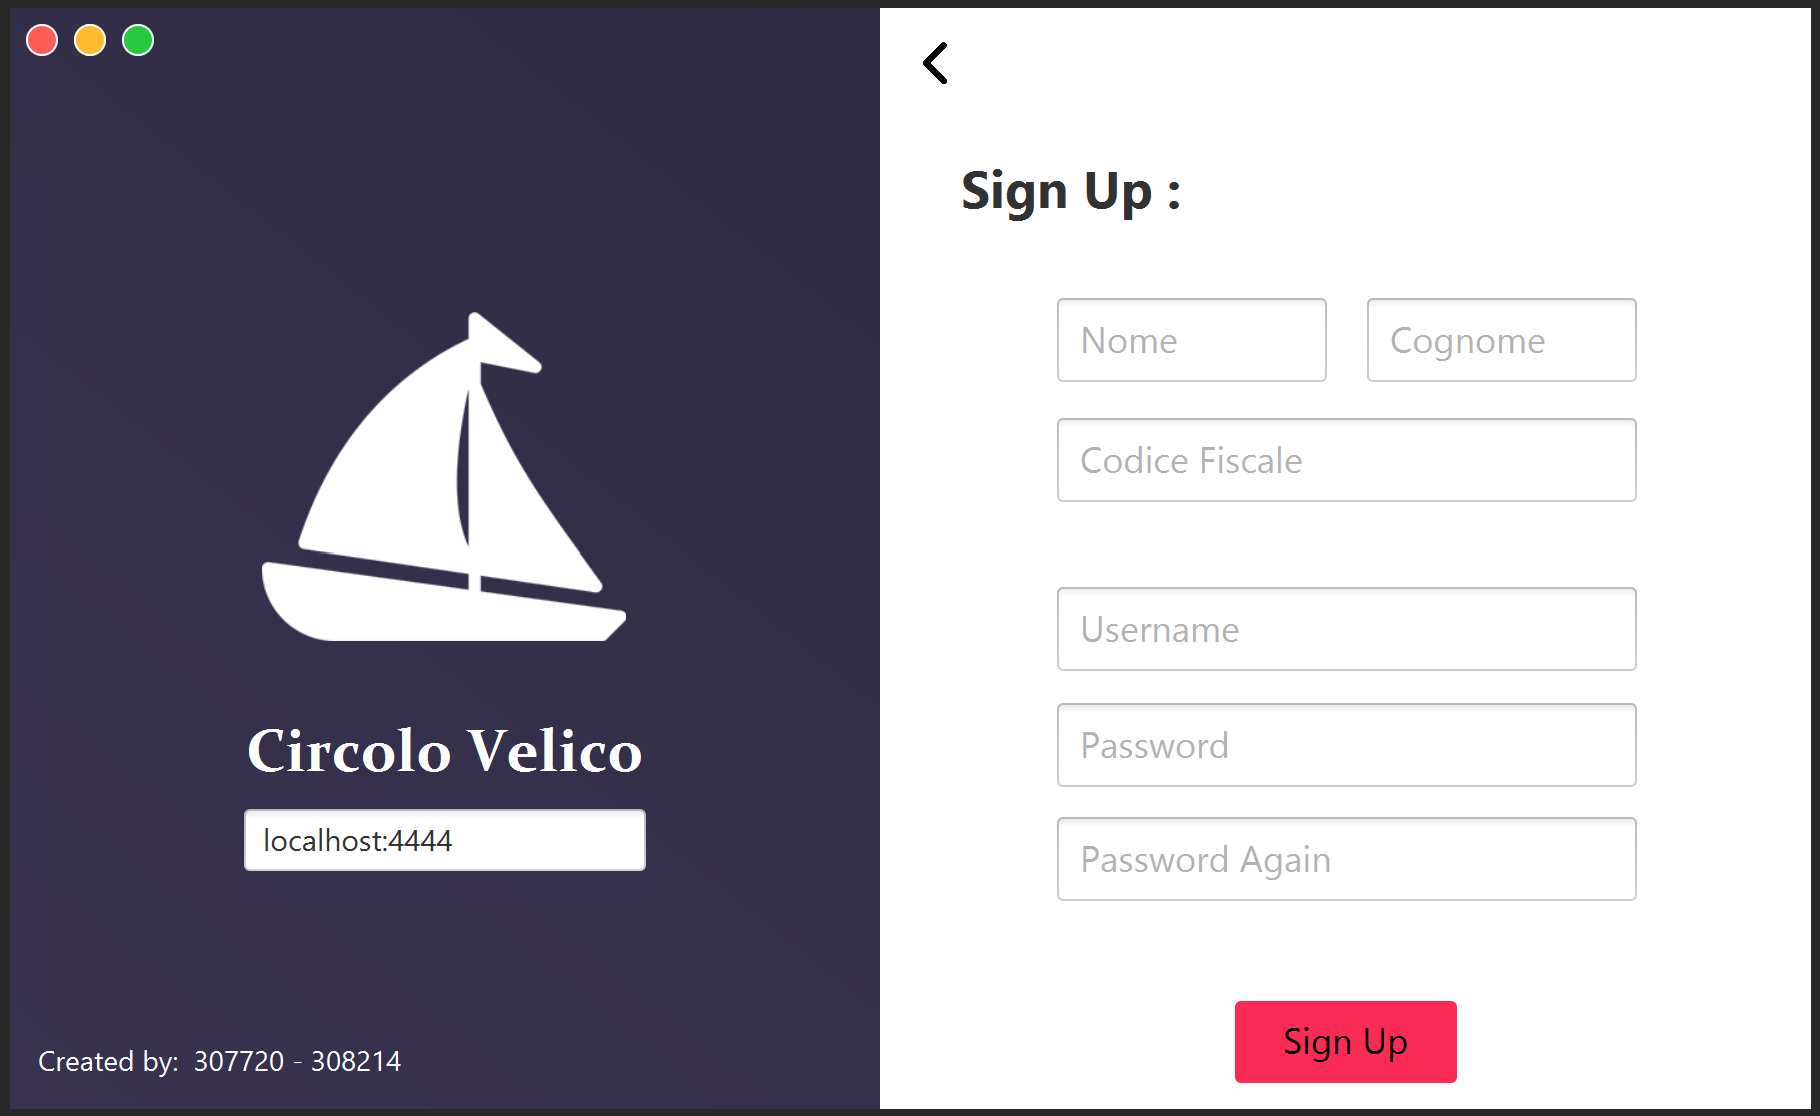 Circolo Velico
localhost:4444
Created by:  307720 - 308214
Sign Up :
Nome
Cognome
Codice Fiscale
Username
Password
Password Again
Sign Up